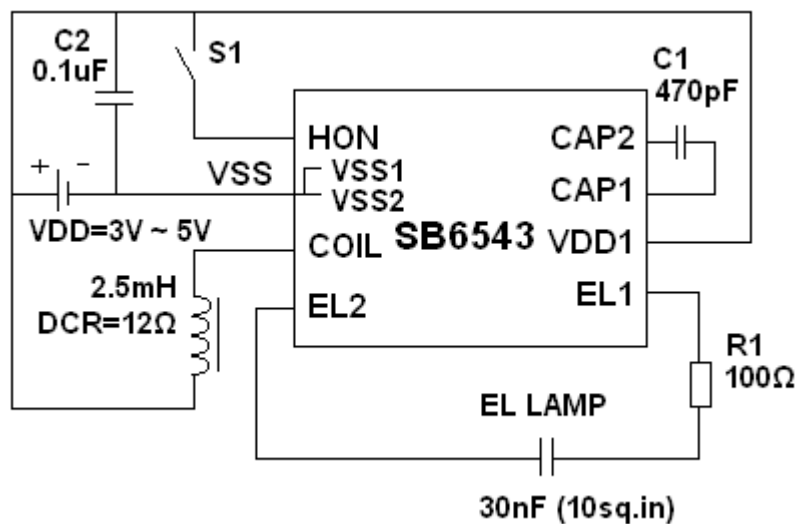 C2
0.1uF
S1
C1
470pF
HON
CAP2
+ -
VSS
VSS1
VSS2
CAP1
VDD=3V ~ 5V
COIL
SB6543
VDD1
2.5mH
DCR=12Ω
EL2
EL1
R1
100Ω
EL LAMP
30nF (10sq.in)